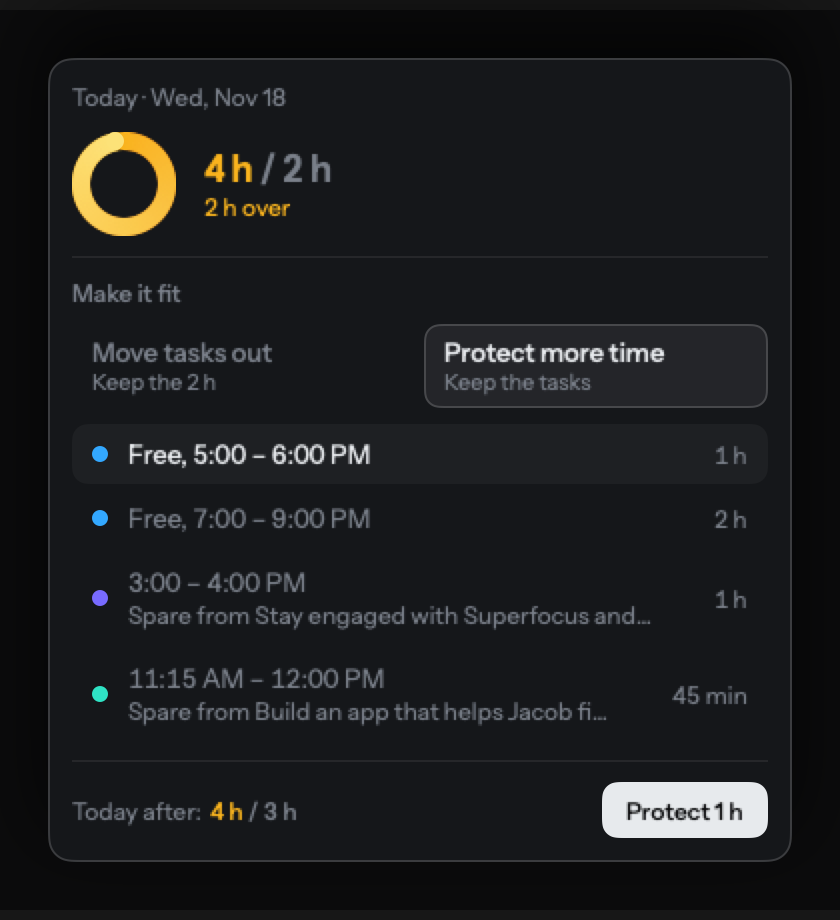 Today · Wed, Nov 18
4 h / 2 h
2 h over
Make it fit
Move tasks out
Keep the 2 h
Protect more time
Keep the tasks
Free, 5:00 – 6:00 PM
1 h
Free, 7:00 – 9:00 PM
2 h
3:00 – 4:00 PM
Spare from Stay engaged with Superfocus and...
1 h
11:15 AM – 12:00 PM
Spare from Build an app that helps Jacob fi...
45 min
Today after: 4 h / 3 h
Protect 1 h